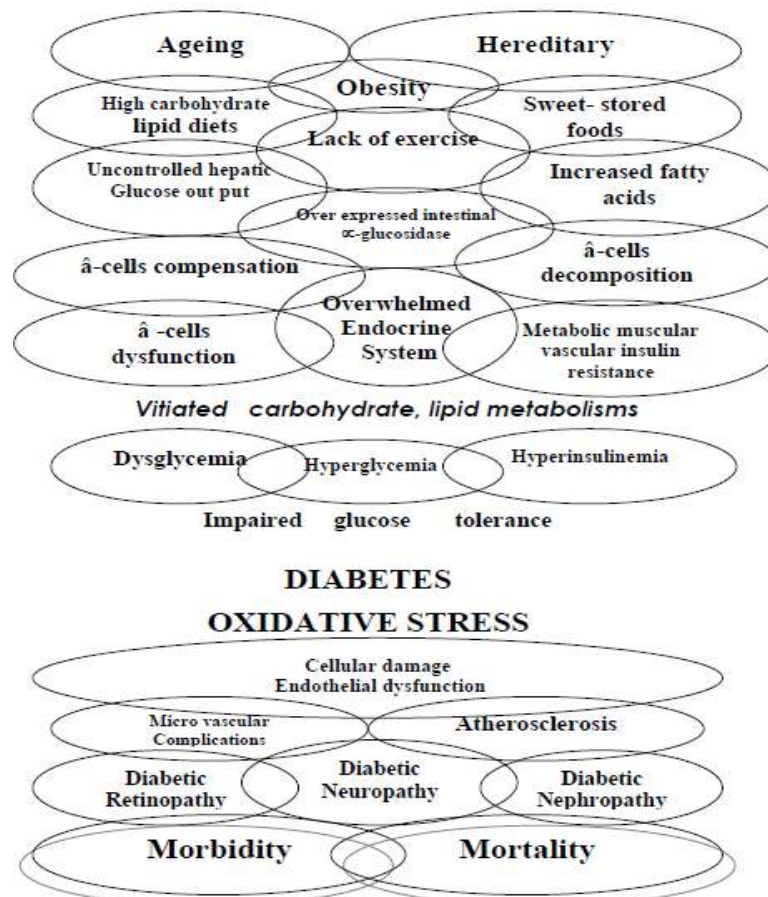 Ageing
Hereditary
Obesity
High carbohydrate
lipid diets
Sweet- stored
foods
Lack of exercise
Uncontrolled hepatic
Glucose out put
Increased fatty
acids
Over expressed intestinal
∝-glucosidase
â-cells compensation
â-cells
decomposition
Overwhelmed
Endocrine
System
â -cells
dysfunction
Metabolic muscular
vascular insulin
resistance
Vitiated carbohydrate, lipid metabolisms
Dysglycemia
Hyperglycemia
Hyperinsulinemia
Impaired glucose tolerance
DIABETES
OXIDATIVE STRESS
Cellular damage
Endothelial dysfunction
Micro vascular
Complications
Atherosclerosis
Diabetic
Retinopathy
Diabetic
Neuropathy
Diabetic
Nephropathy
Morbidity
Mortality